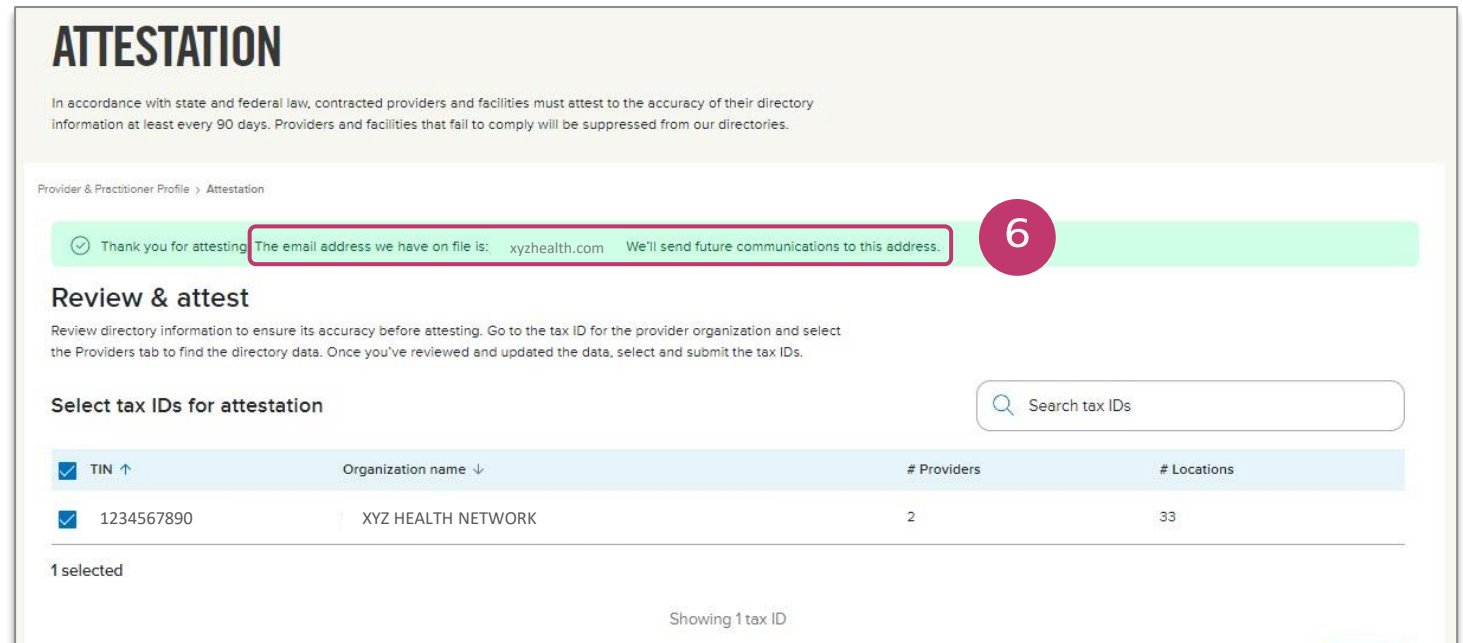 ATTESTATION
In accordance with state and federal law, contracted providers and facilities must attest to the accuracy of their directory
information at least every 90 days. Providers and facilities that fail to comply will be suppressed from our directories.
Provider & Practitioner Profile > Attestation
Thank you for attesting The email address we have on file is: xyzhealth.com We'll send future communications to this address.
6
Review & attest
Review directory information to ensure its accuracy before attesting. Go to the tax ID for the provider organization and select
the Providers tab to find the directory data. Once you've reviewed and updated the data, select and submit the tax IDs.
Select tax IDs for attestation
Search tax IDs
TIN ↑ Organization name ↓ # Providers # Locations
1234567890 XYZ HEALTH NETWORK 2 33
1 selected
Showing 1 tax ID